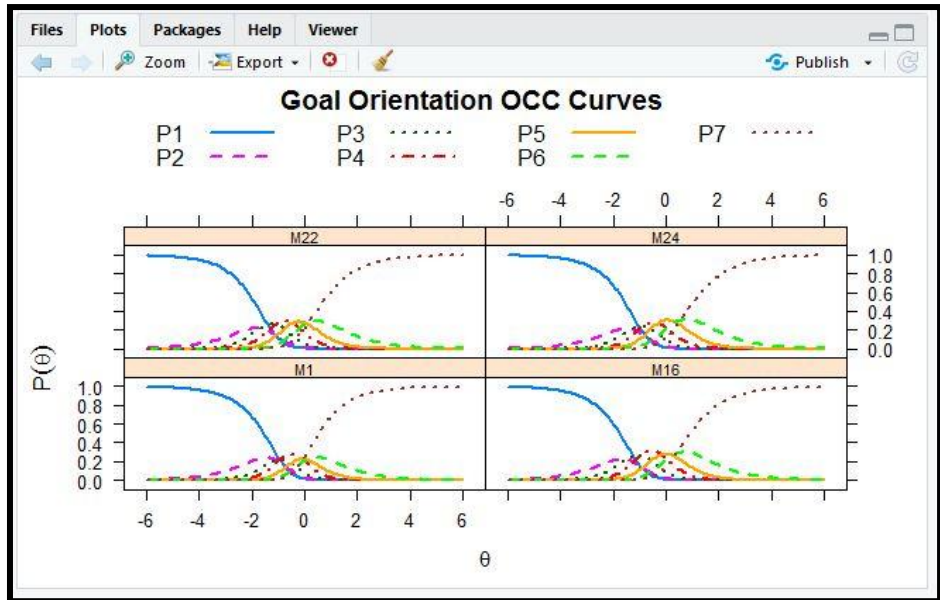 Files Plots Packages Help Viewer
Zoom Export Publish
Goal Orientation OCC Curves
P1 P3 P5 P7
P2 P4 P6
-6 -4 -2 0 2 4 6
M22 M24
1.0
0.8
0.6
0.4
0.2
0.0
M1 M16
1.0
0.8
0.6
0.4
0.2
0.0
P(θ)
-6 -4 -2 0 2 4 6
θ